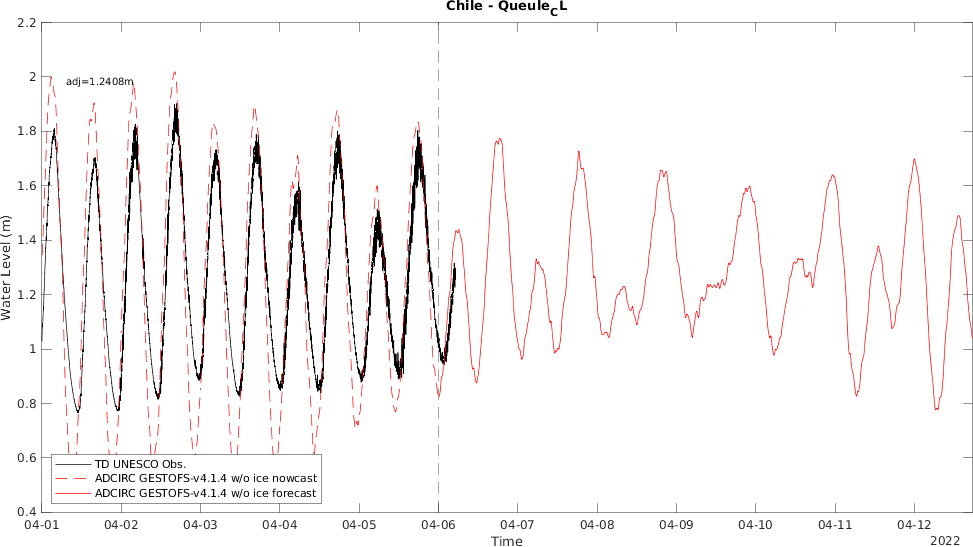 Chile - Queule_CL
Water Level (m)
2.2
2
1.8
1.6
1.4
1.2
1
0.8
0.6
0.4
adj=1.2408m
TD UNESCO Obs.
ADCIRC GESTOFS-v4.1.4 w/o ice nowcast
ADCIRC GESTOFS-v4.1.4 w/o ice forecast
04-01 04-02 04-03 04-04 04-05 04-06 04-07 04-08 04-09 04-10 04-11 04-12
Time
2022